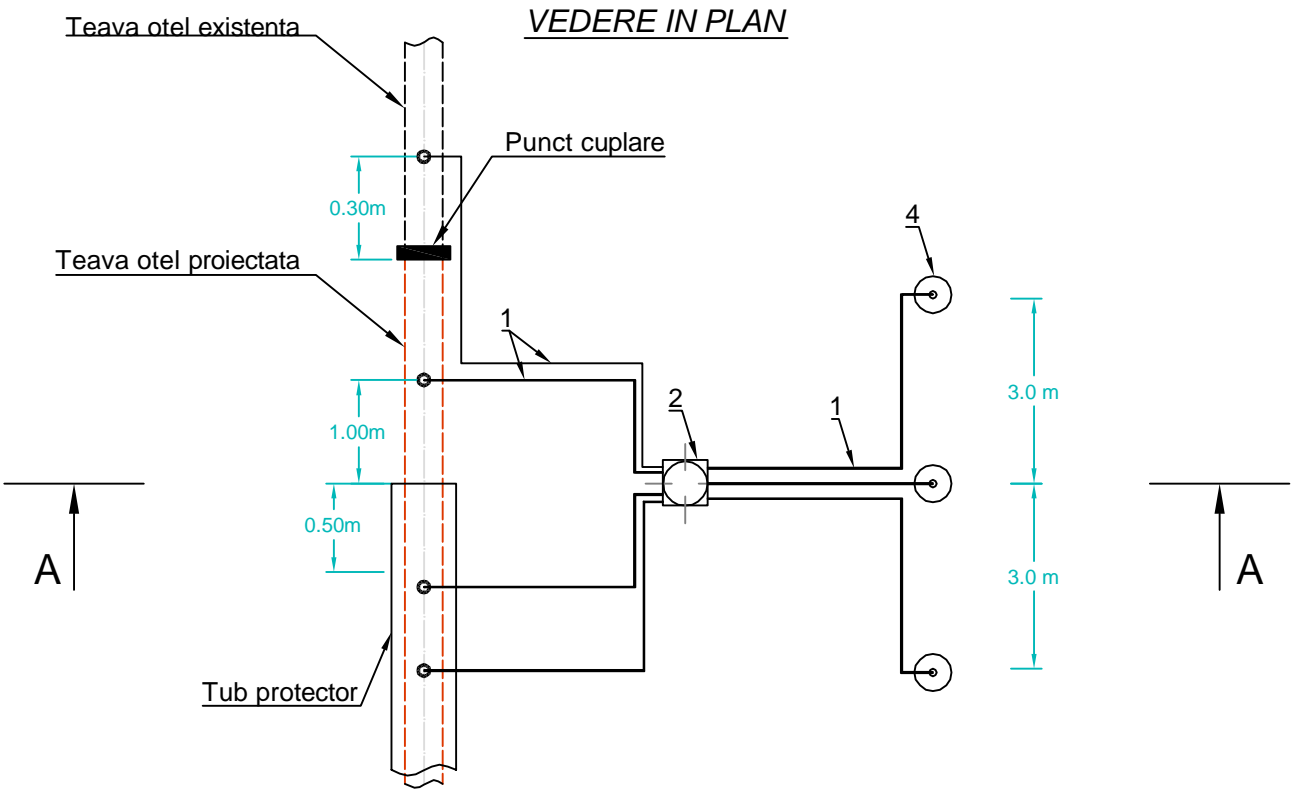 VEDERE IN PLAN
Teava otel existenta
Punct cuplare
0.30m
4
Teava otel proiectata
1
3.0 m
2
1
1.00m
0.50m
A
A
3.0 m
Tub protector